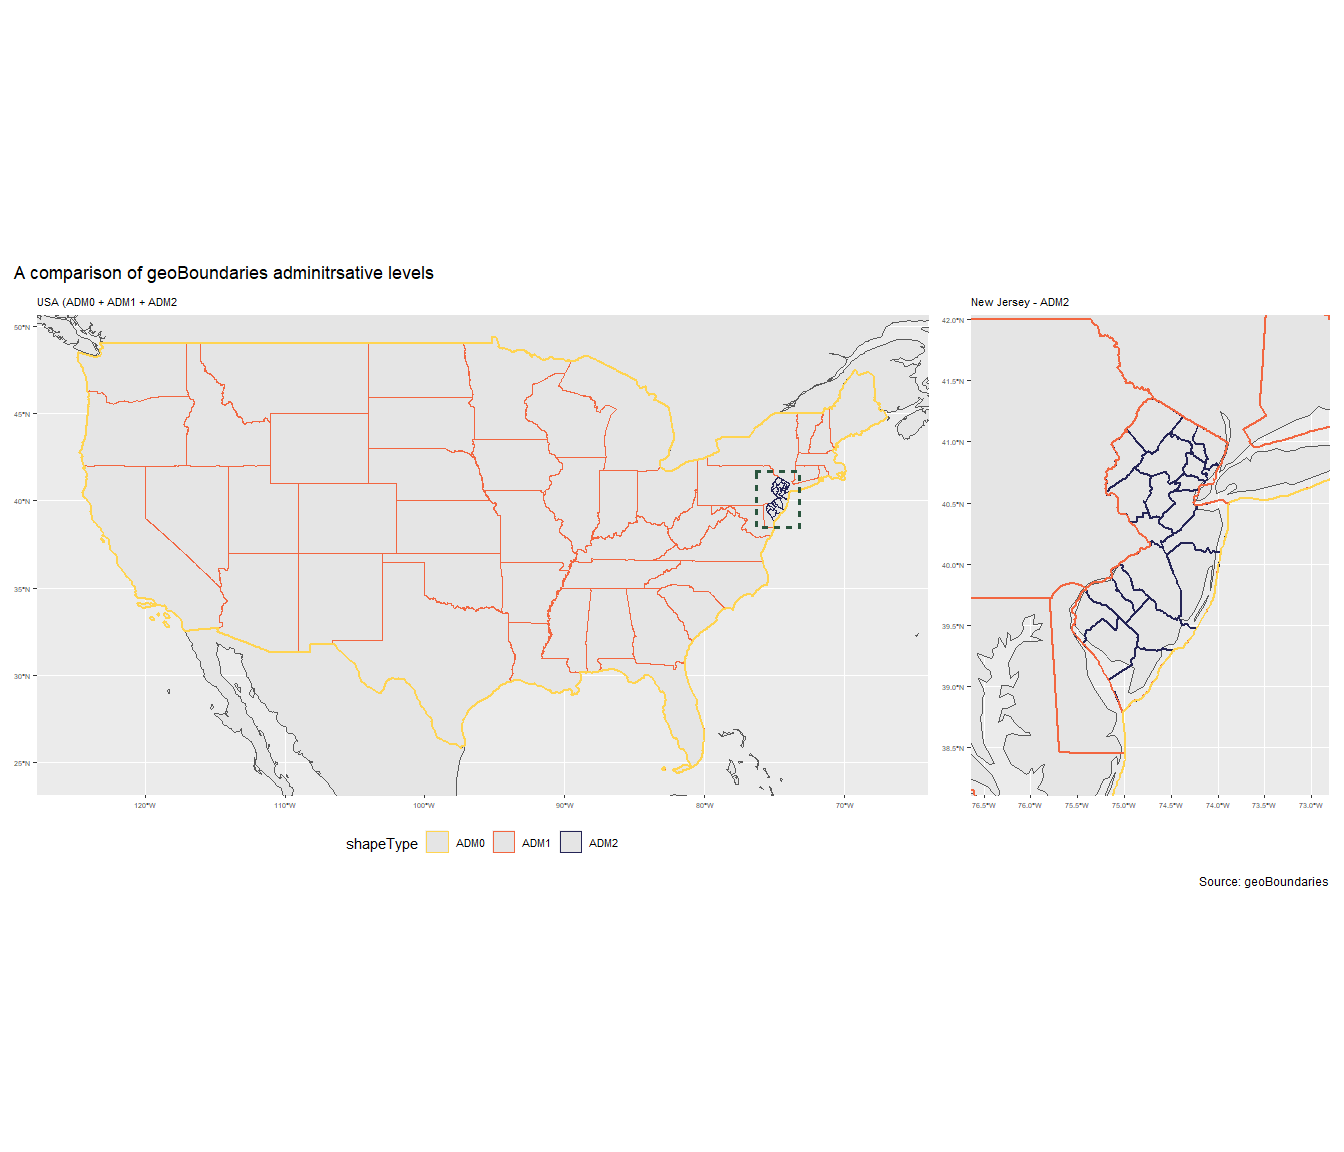 A comparison of geoBoundaries adminitrsative levels
USA (ADM0 + ADM1 + ADM2
New Jersey - ADM2
50°N
45°N
40°N
35°N
30°N
25°N
120°W
110°W
100°W
90°W
80°W
70°W
42.0°N
41.5°N
41.0°N
40.5°N
40.0°N
39.5°N
39.0°N
38.5°N
76.5°W
76.0°W
75.5°W
75.0°W
74.5°W
74.0°W
73.5°W
73.0°W
shapeType
ADM0
ADM1
ADM2
Source: geoBoundaries